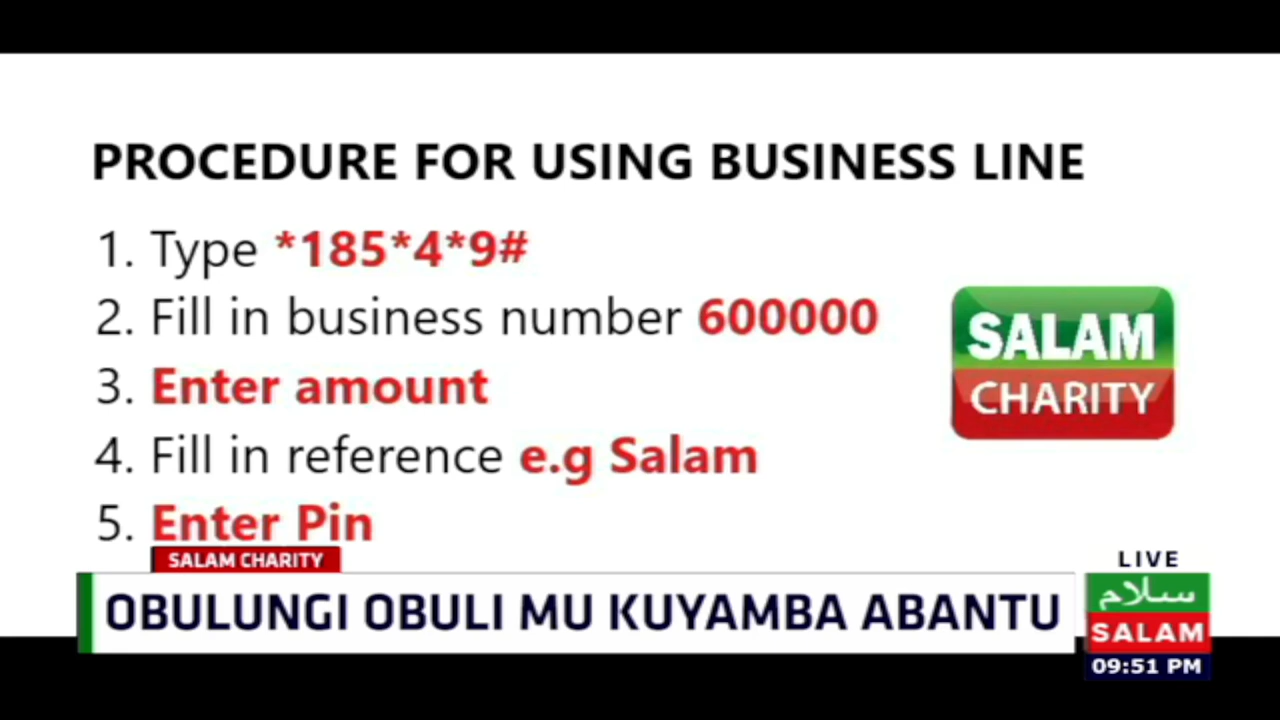 PROCEDURE FOR USING BUSINESS LINE
1. Type *185*4*9#
2. Fill in business number 600000
3. Enter amount
4. Fill in reference e.g Salam
5. Enter Pin
SALAM
CHARITY
SALAM CHARITY
OBULUNGI OBULI MU KUYAMBA ABANTU
LIVE
سلام
SALAM
09:51 PM